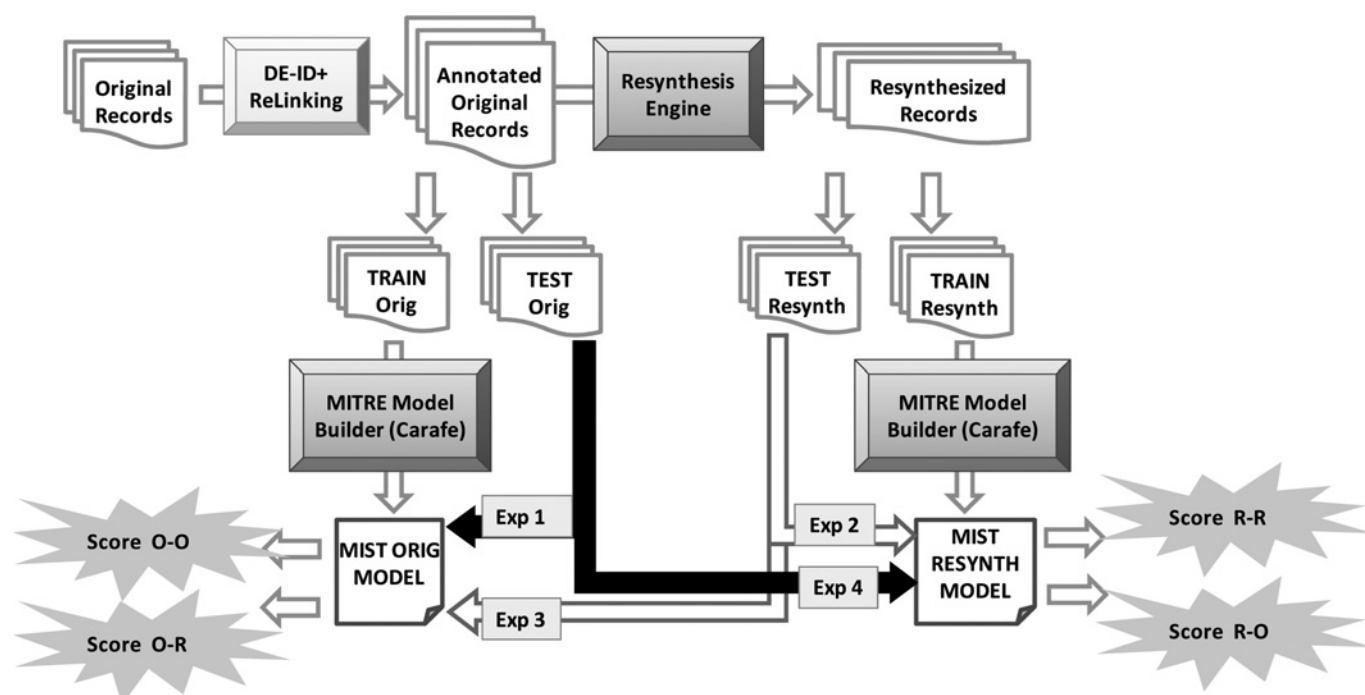 Original
Records
DE-ID+
ReLinking
Annotated
Original
Records
Resynthesis
Engine
Resynthesized
Records
TRAIN
Orig
TEST
Orig
TEST
Resynth
TRAIN
Resynth
MITRE Model
Builder (Carafe)
MITRE Model
Builder (Carafe)
Score O-O
MIST ORIG
MODEL
Exp 1
Exp 2
MIST
RESYNTH
MODEL
Score R-R
Score O-R
Exp 3
Exp 4
Score R-O